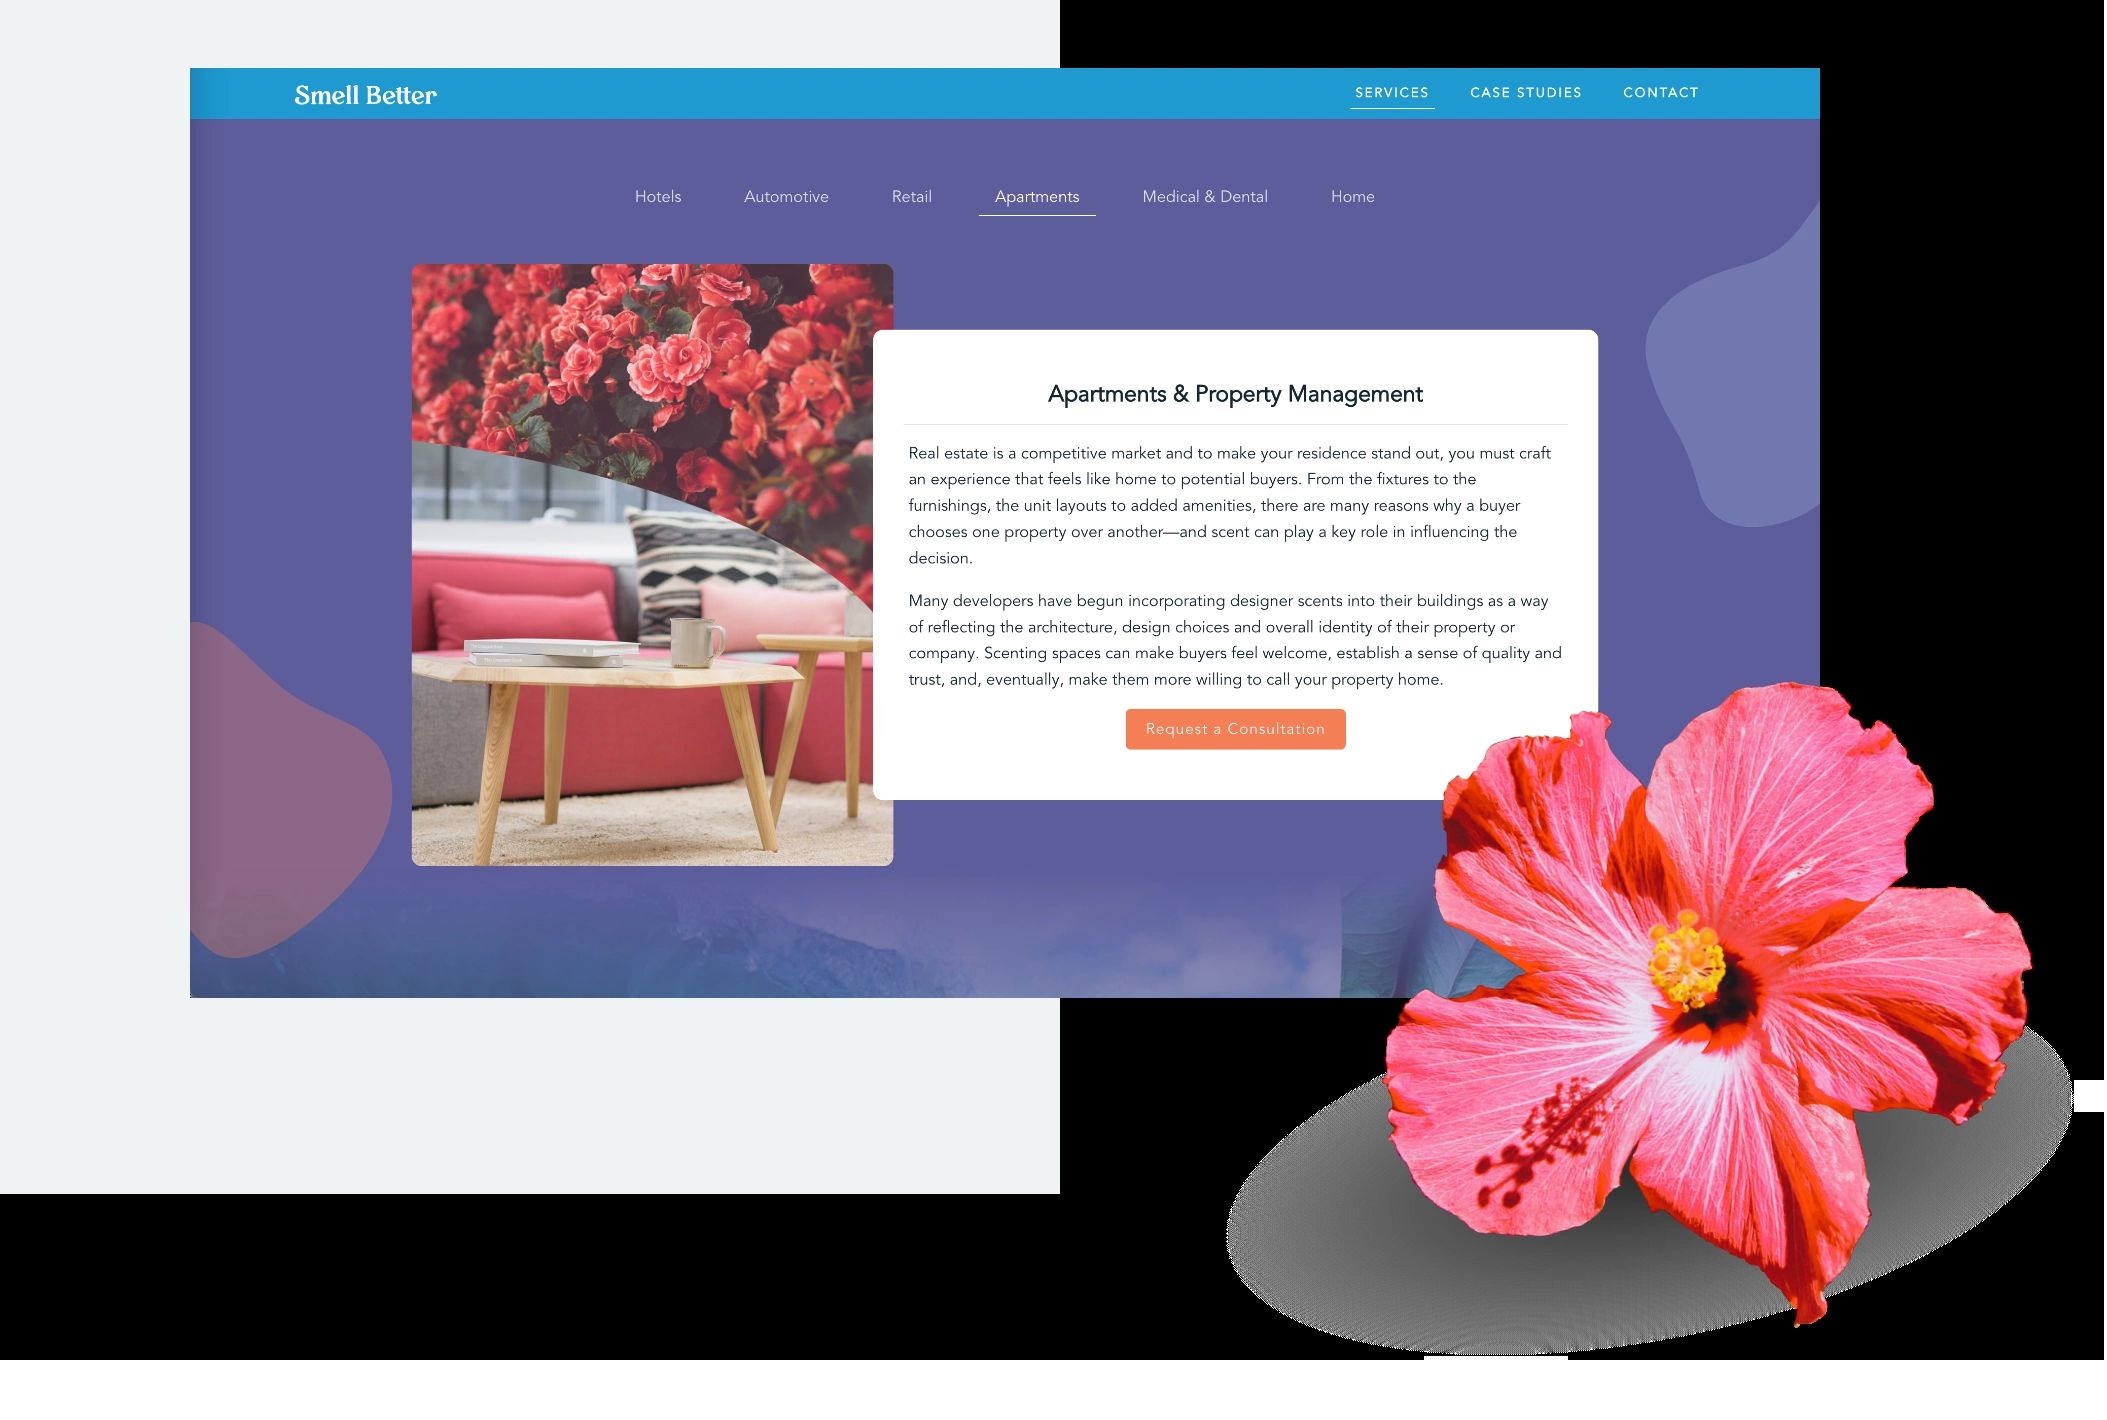 Smell Better
SERVICES CASE STUDIES CONTACT
Hotels Automotive Retail Apartments Medical & Dental Home
Apartments & Property Management
Real estate is a competitive market and to make your residence stand out, you must craft
an experience that feels like home to potential buyers. From the fixtures to the
furnishings, the unit layouts to added amenities, there are many reasons why a buyer
chooses one property over another—and scent can play a key role in influencing the
decision.
Many developers have begun incorporating designer scents into their buildings as a way
of reflecting the architecture, design choices and overall identity of their property or
company. Scenting spaces can make buyers feel welcome, establish a sense of quality and
trust, and, eventually, make them more willing to call your property home.
Request a Consultation